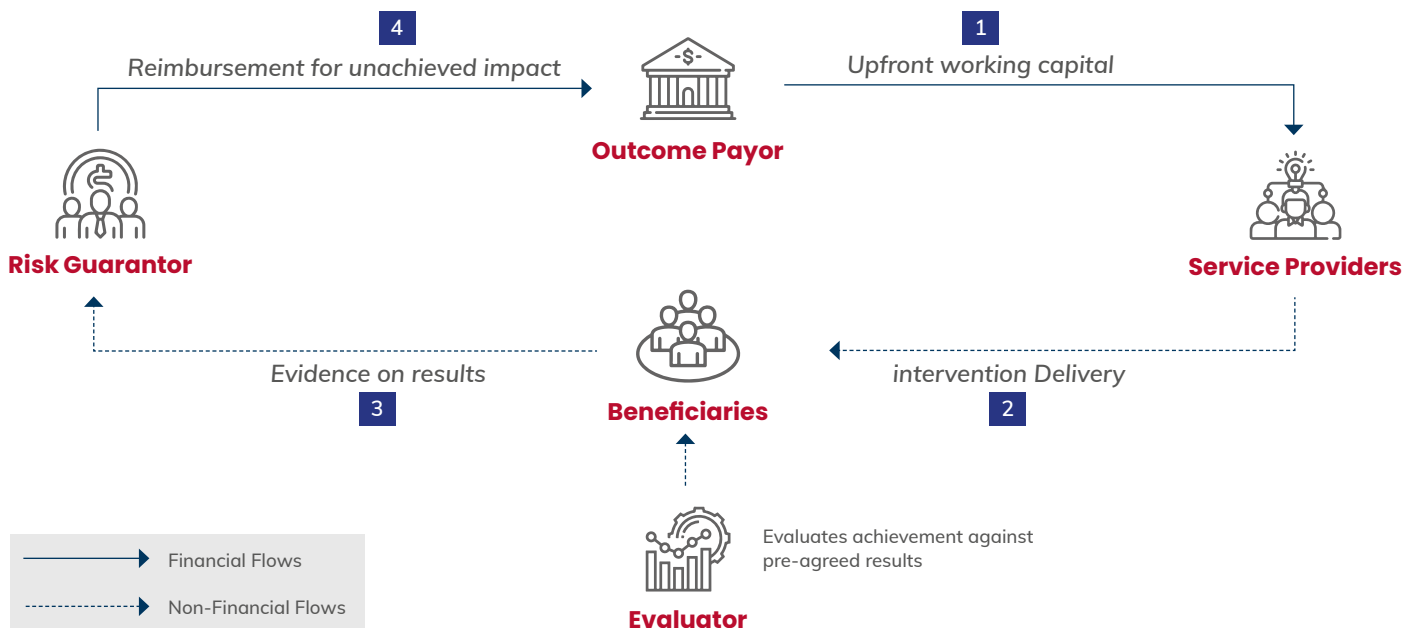 4
Reimbursement for unachieved impact
1
Upfront working capital
-$-
Outcome Payor
Risk Guarantor
Service Providers
Evidence on results
3
Beneficiaries
intervention Delivery
2
Evaluates achievement against
pre-agreed results
Evaluator
Financial Flows
Non-Financial Flows